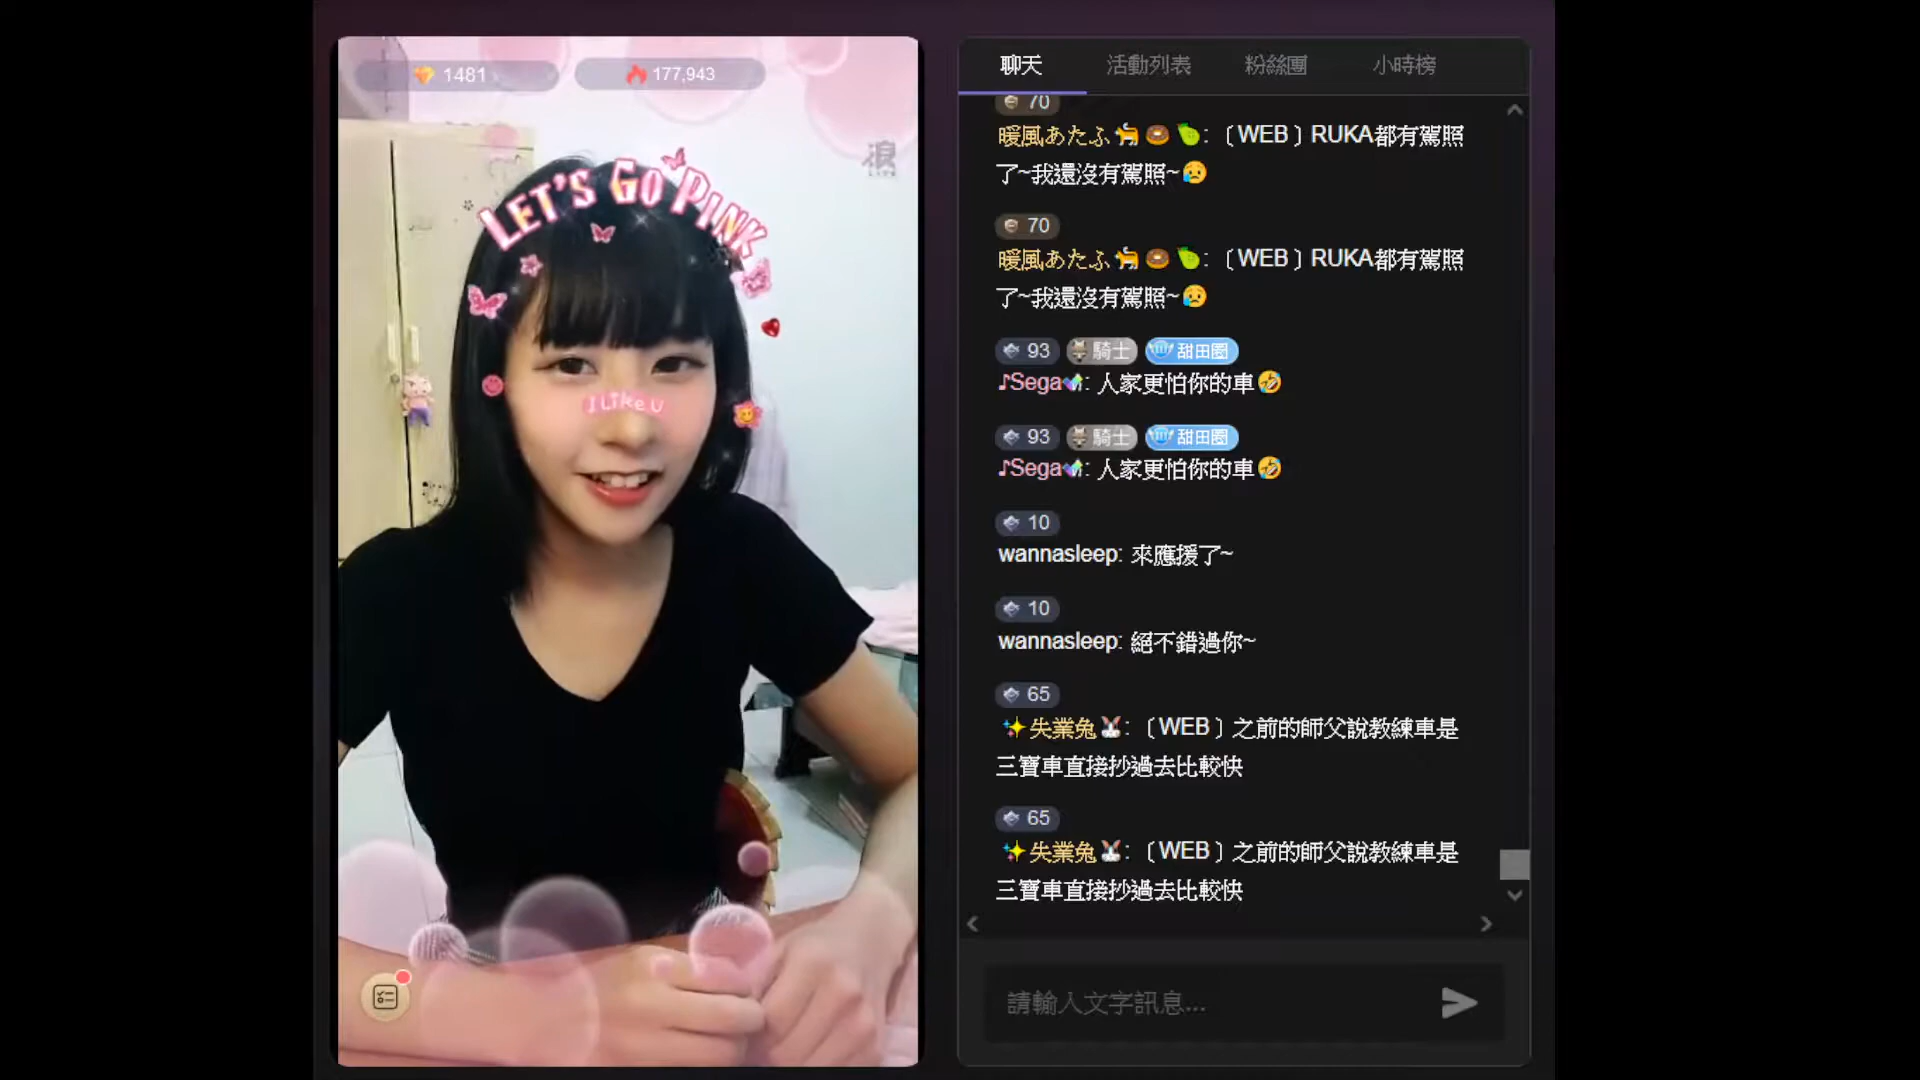 1481
177,943
浪
LIVE
LET'S GO PINK
I LIke U
聊天
活動列表
粉絲團
小時榜
70
暖風あたふ🐈🍩🍋: 〔WEB〕RUKA都有駕照
了~我還沒有駕照~😥
70
暖風あたふ🐈🍩🍋: 〔WEB〕RUKA都有駕照
了~我還沒有駕照~😥
93 騎士 甜田圈
♪Sega: 人家更怕你的車🤣
93 騎士 甜田圈
♪Sega: 人家更怕你的車🤣
10
wannasleep: 來應援了~
10
wannasleep: 絕不錯過你~
65
✨失業兔🐰: 〔WEB〕之前的師父說教練車是
三寶車直接抄過去比較快
65
✨失業兔🐰: 〔WEB〕之前的師父說教練車是
三寶車直接抄過去比較快
請輸入文字訊息...